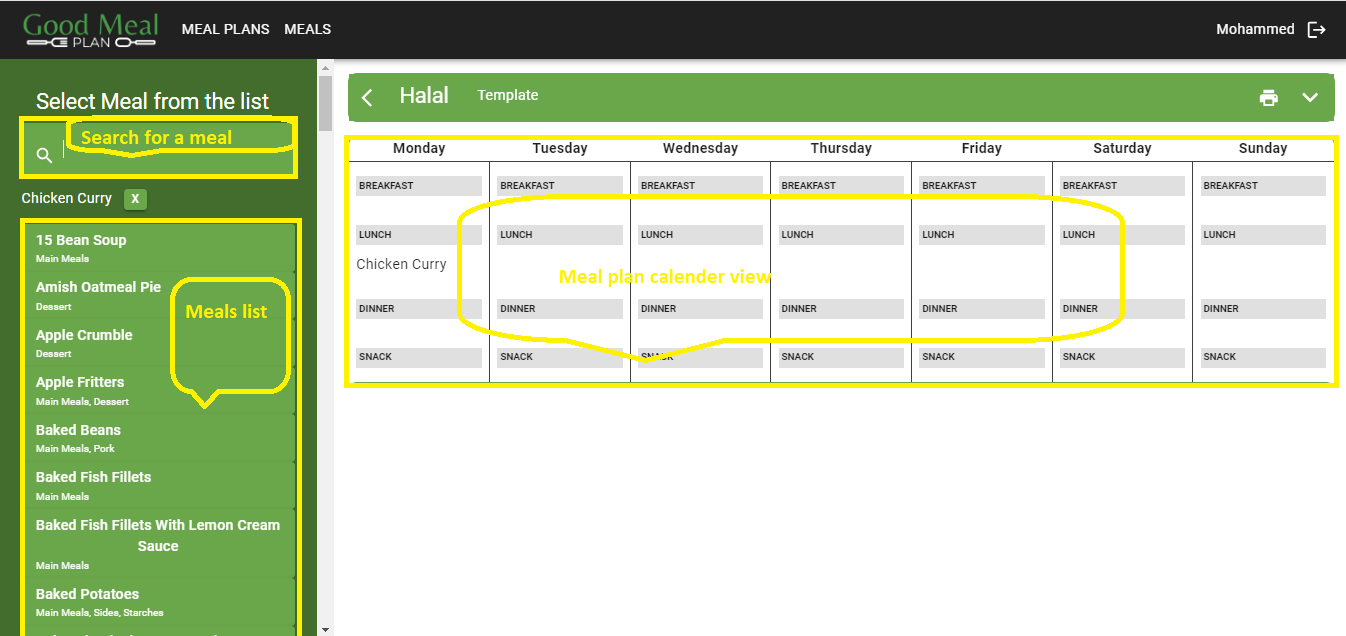 Good Meal
PLAN
MEAL PLANS MEALS
Mohammed
Select Meal from the list
Search for a meal
Chicken Curry X
15 Bean Soup
Main Meals
Amish Oatmeal Pie
Dessert
Meals list
Apple Crumble
Dessert
Apple Fritters
Main Meals, Dessert
Baked Beans
Main Meals, Pork
Baked Fish Fillets
Main Meals
Baked Fish Fillets With Lemon Cream
Sauce
Main Meals
Baked Potatoes
Main Meals, Sides, Starches
Halal Template
Monday Tuesday Wednesday Thursday Friday Saturday Sunday
BREAKFAST BREAKFAST BREAKFAST BREAKFAST BREAKFAST BREAKFAST BREAKFAST
LUNCH LUNCH LUNCH LUNCH LUNCH LUNCH LUNCH
Chicken Curry
Meal plan calender view
DINNER DINNER DINNER DINNER DINNER DINNER DINNER
SNACK SNACK SNACK SNACK SNACK SNACK SNACK